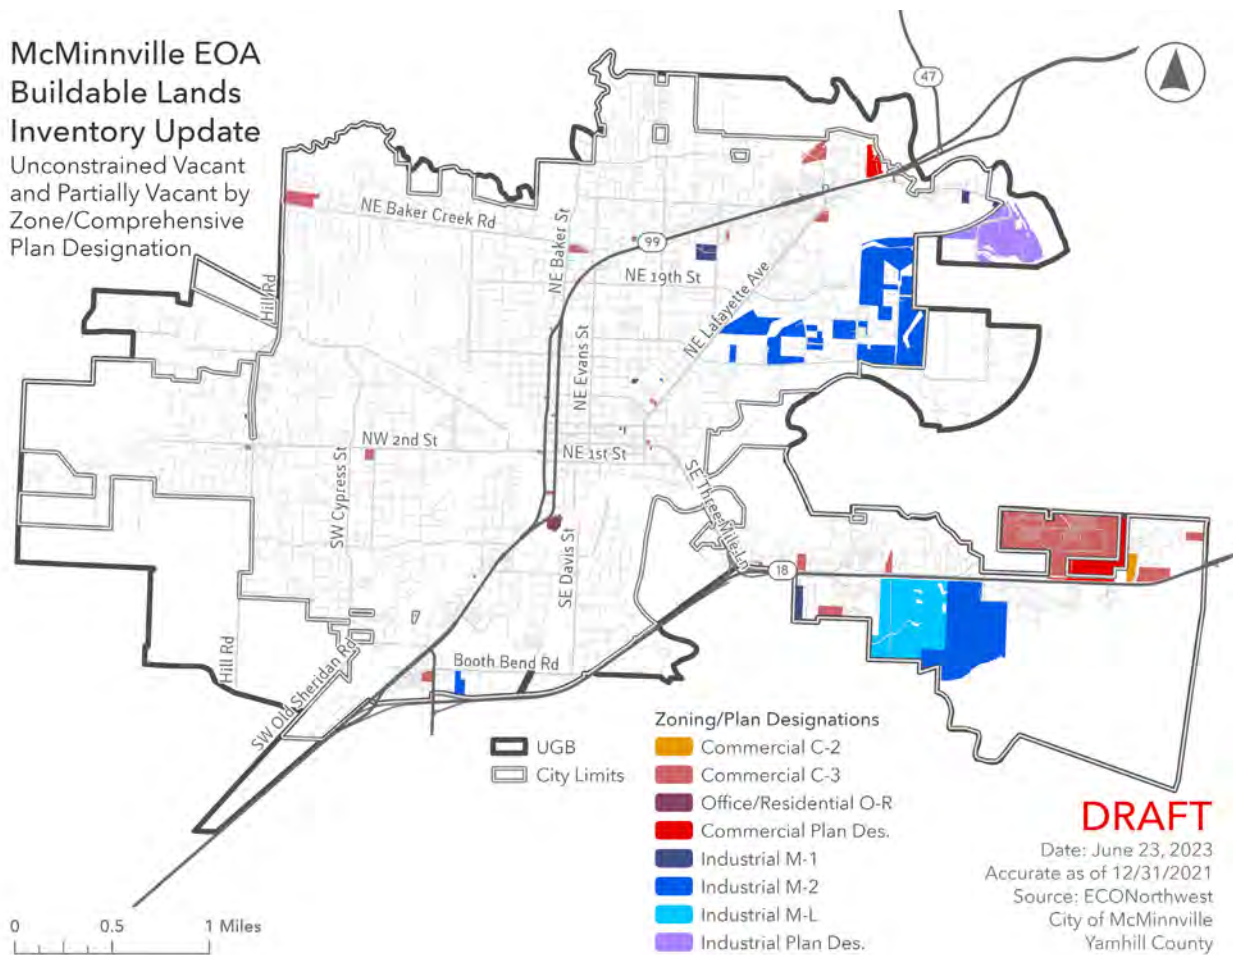 McMinnville EOA
Buildable Lands
Inventory Update
Unconstrained Vacant
and Partially Vacant by
Zone/Comprehensive
Plan Designation
47
NE Baker Creek Rd
NE Baker St
99
NE 19th St
Hill Rd
NE Lafayette Ave
NE Evans St
NW 2nd St
NE 1st St
SW Cypress St
SE Three Mile Ln
SE Davis St
18
Hill Rd
SW Old Sheridan Rd
Booth Bend Rd
UGB
City Limits
Zoning/Plan Designations
Commercial C-2
Commercial C-3
Office/Residential O-R
Commercial Plan Des.
Industrial M-1
Industrial M-2
Industrial M-L
Industrial Plan Des.
DRAFT
Date: June 23, 2023
Accurate as of 12/31/2021
Source: ECONorthwest
City of McMinnville
Yamhill County
0 0.5 1 Miles